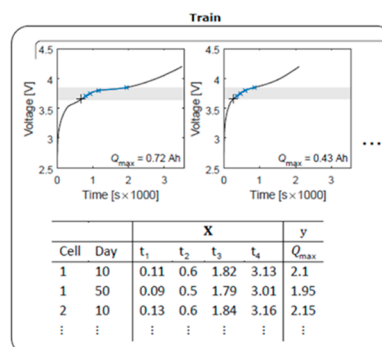 Train
4.5
4
3.5
3
2.5
Voltage [V]
Qmax = 0.72 Ah
0 1 2 3
Time [s×1000]
4.5
4
3.5
3
2.5
Voltage [V]
Qmax = 0.43 Ah
0 1 2 3
Time [s×1000]
...
X y
Cell Day t1 t2 t3 t4 Qmax
1 10 0.11 0.6 1.82 3.13 2.1
1 50 0.09 0.5 1.79 3.01 1.95
2 10 0.13 0.6 1.84 3.16 2.15
⋮ ⋮ ⋮ ⋮ ⋮ ⋮ ⋮